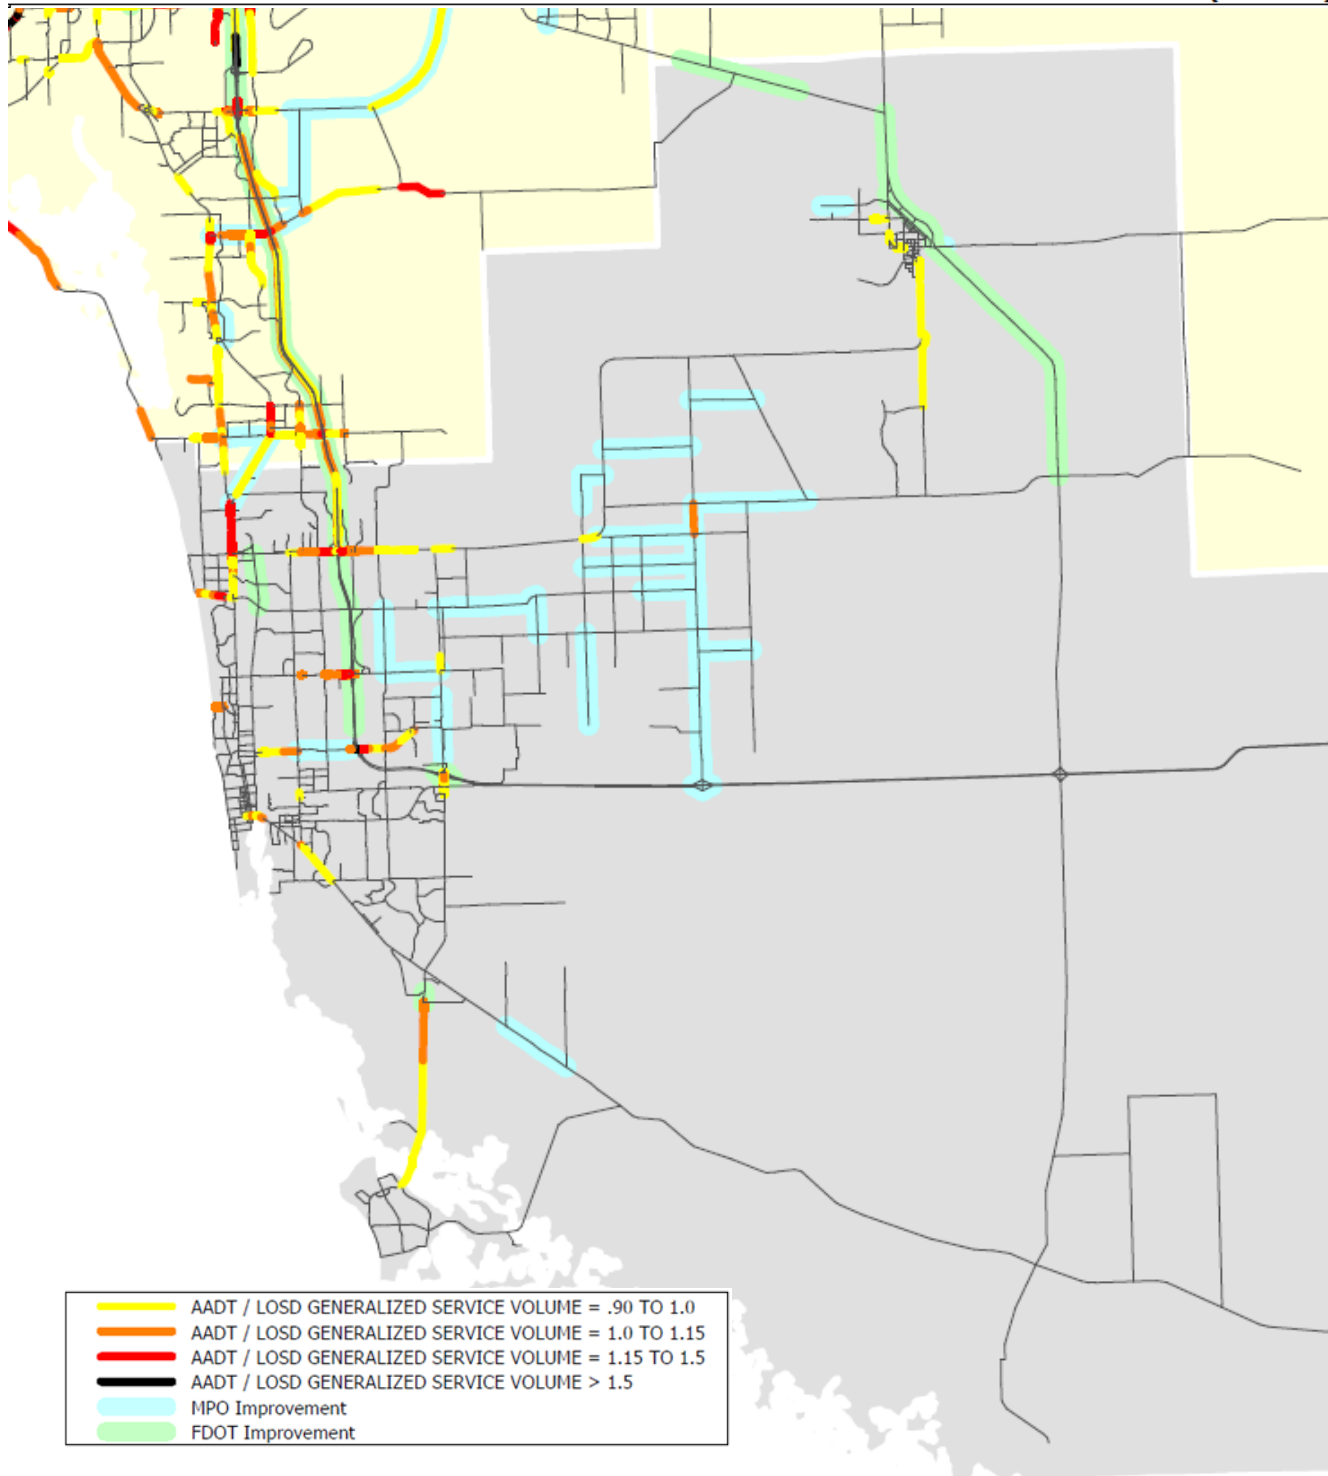 AADT / LOSD GENERALIZED SERVICE VOLUME = .90 TO 1.0
AADT / LOSD GENERALIZED SERVICE VOLUME = 1.0 TO 1.15
AADT / LOSD GENERALIZED SERVICE VOLUME = 1.15 TO 1.5
AADT / LOSD GENERALIZED SERVICE VOLUME > 1.5
MPO Improvement
FDOT Improvement